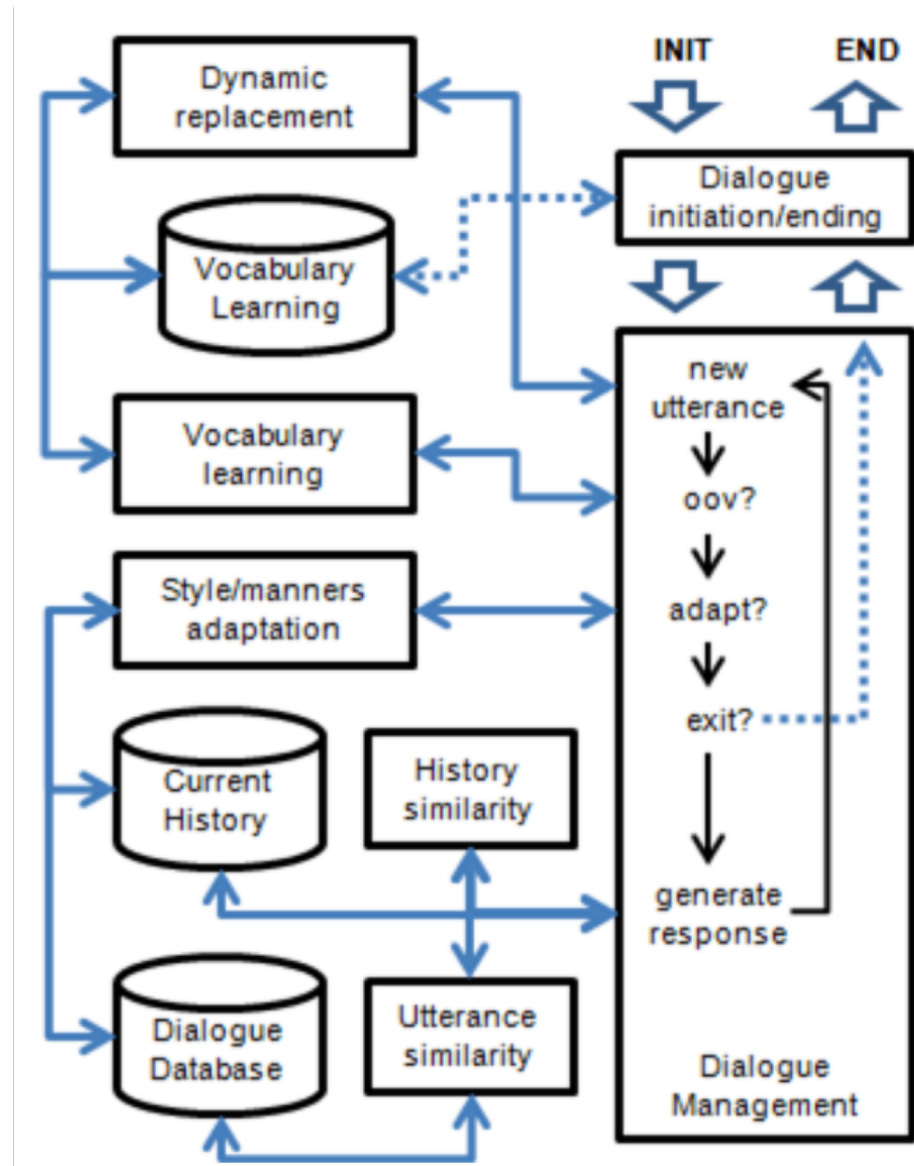 INIT
END
Dynamic
replacement
Dialogue
initiation/ending
Vocabulary
Learning
new
utterance
Vocabulary
learning
oov?
Style/manners
adaptation
adapt?
exit?
Current
History
History
similarity
generate
response
Dialogue
Database
Utterance
similarity
Dialogue
Management